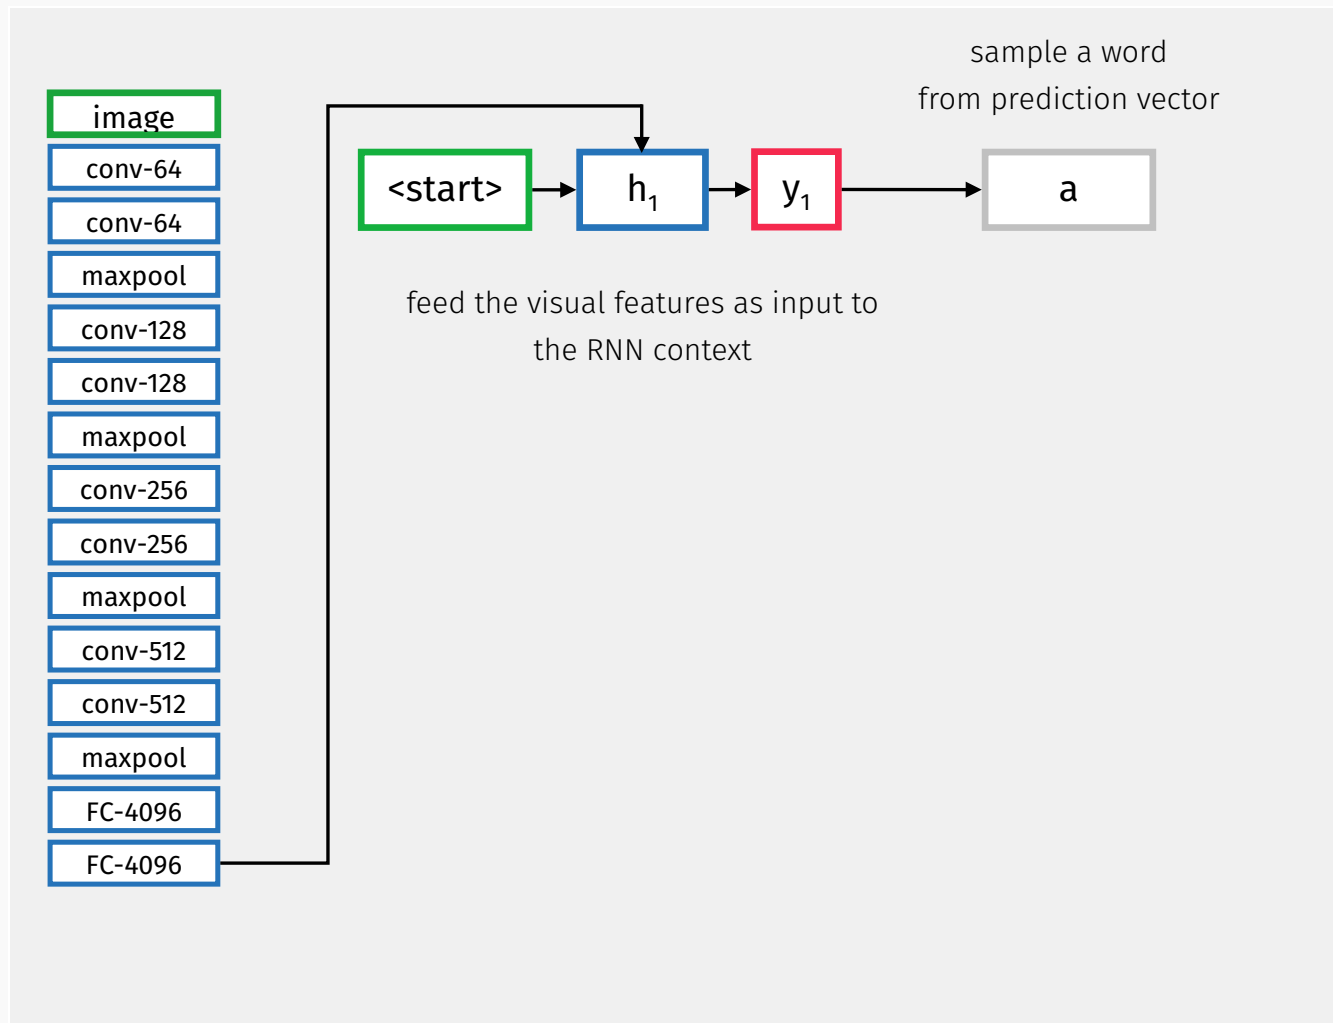 sample a word
from prediction vector
image
conv-64
conv-64
maxpool
conv-128
conv-128
maxpool
conv-256
conv-256
maxpool
conv-512
conv-512
maxpool
FC-4096
FC-4096
<start>
h1
y1
a
feed the visual features as input to
the RNN context